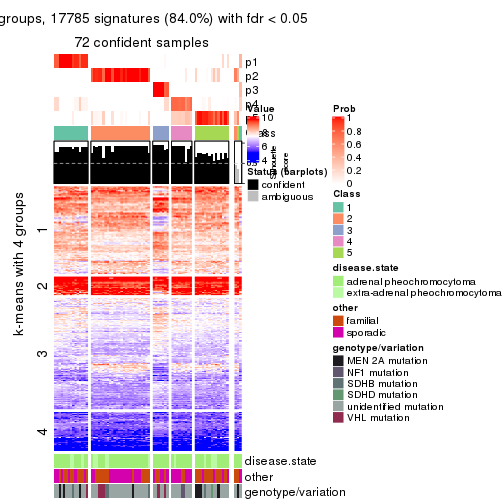 groups, 17785 signatures (84.0%) with fdr < 0.05
72 confident samples
p1
p2
p3
p4
Value
10
8
6
4
Class
Silhouette
score
Status (barplots)
confident
ambiguous
Prob
1
0.8
0.6
0.4
0.2
0
Class
1
2
3
4
5
disease.state
adrenal pheochromocytoma
extra-adrenal pheochromocytoma
other
familial
sporadic
genotype/variation
MEN 2A mutation
NF1 mutation
SDHB mutation
SDHD mutation
unidentified mutation
VHL mutation
k-means with 4 groups
1
2
3
4
disease.state
other
genotype/variation